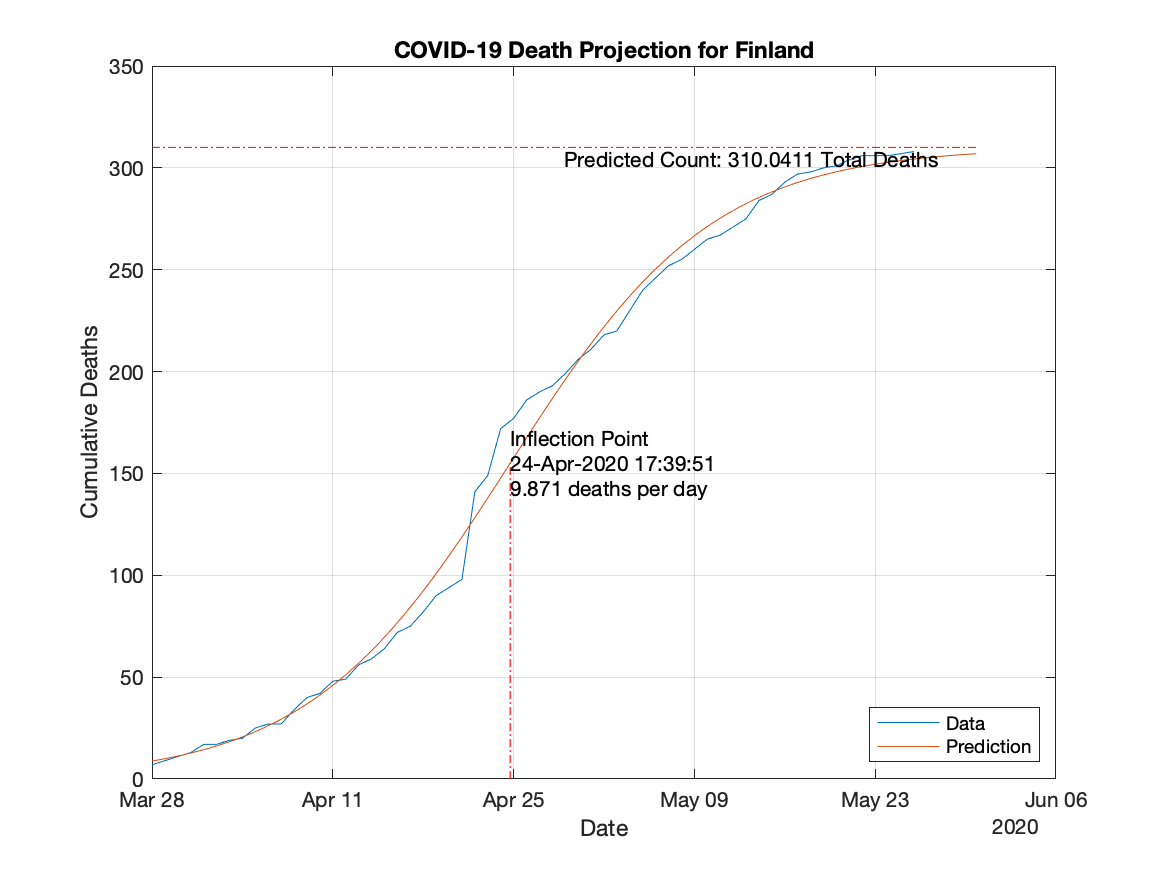 COVID-19 Death Projection for Finland
350
300
250
200
150
100
50
0
Cumulative Deaths
Predicted Count: 310.0411 Total Deaths
Inflection Point
24-Apr-2020 17:39:51
9.871 deaths per day
Data
Prediction
Mar 28
Apr 11
Apr 25
May 09
May 23
Jun 06
Date
2020